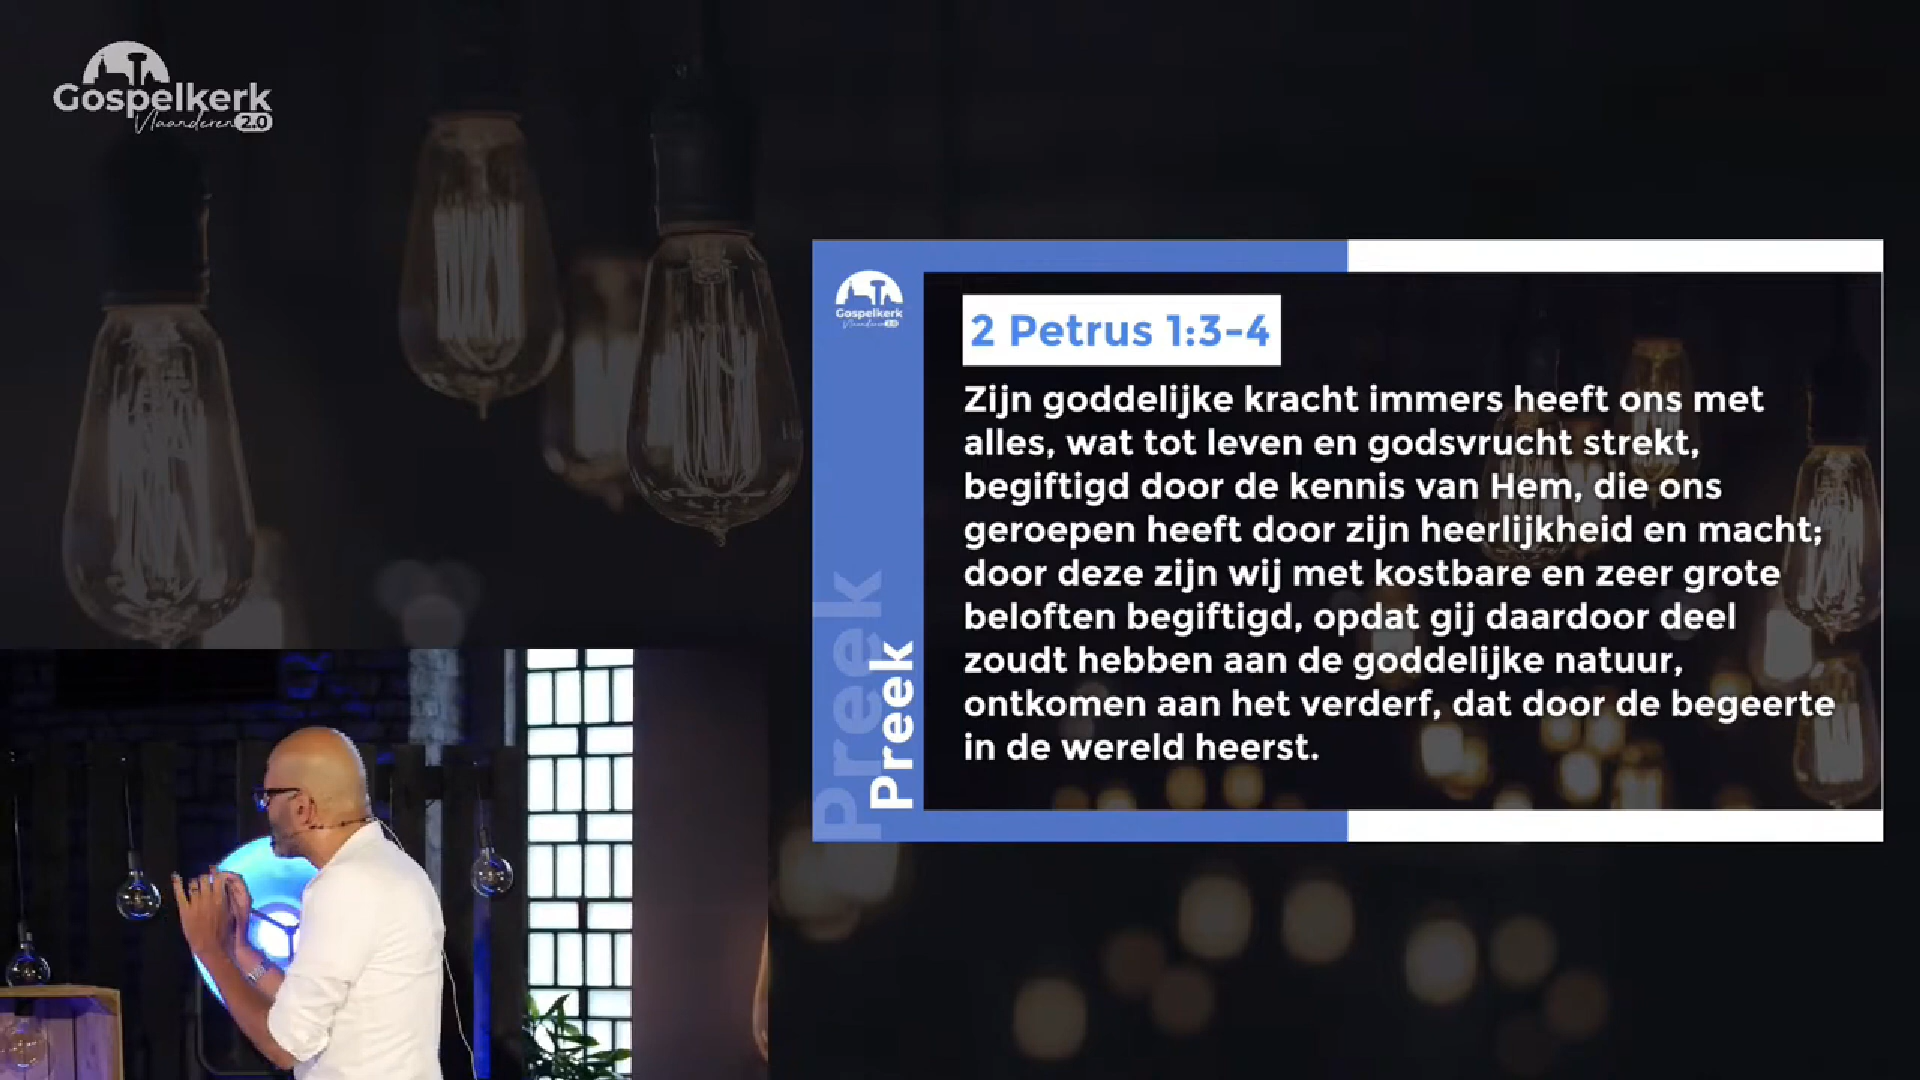 Gospelkerk
Vlaanderen 2.0
Gospelkerk
Vlaanderen 2.0
2 Petrus 1:3-4
Zijn goddelijke kracht immers heeft ons met
alles, wat tot leven en godsvrucht strekt,
begiftigd door de kennis van Hem, die ons
geroepen heeft door zijn heerlijkheid en macht;
door deze zijn wij met kostbare en zeer grote
beloften begiftigd, opdat gij daardoor deel
zoudt hebben aan de goddelijke natuur,
ontkomen aan het verderf, dat door de begeerte
in de wereld heerst.
Preek
Preek